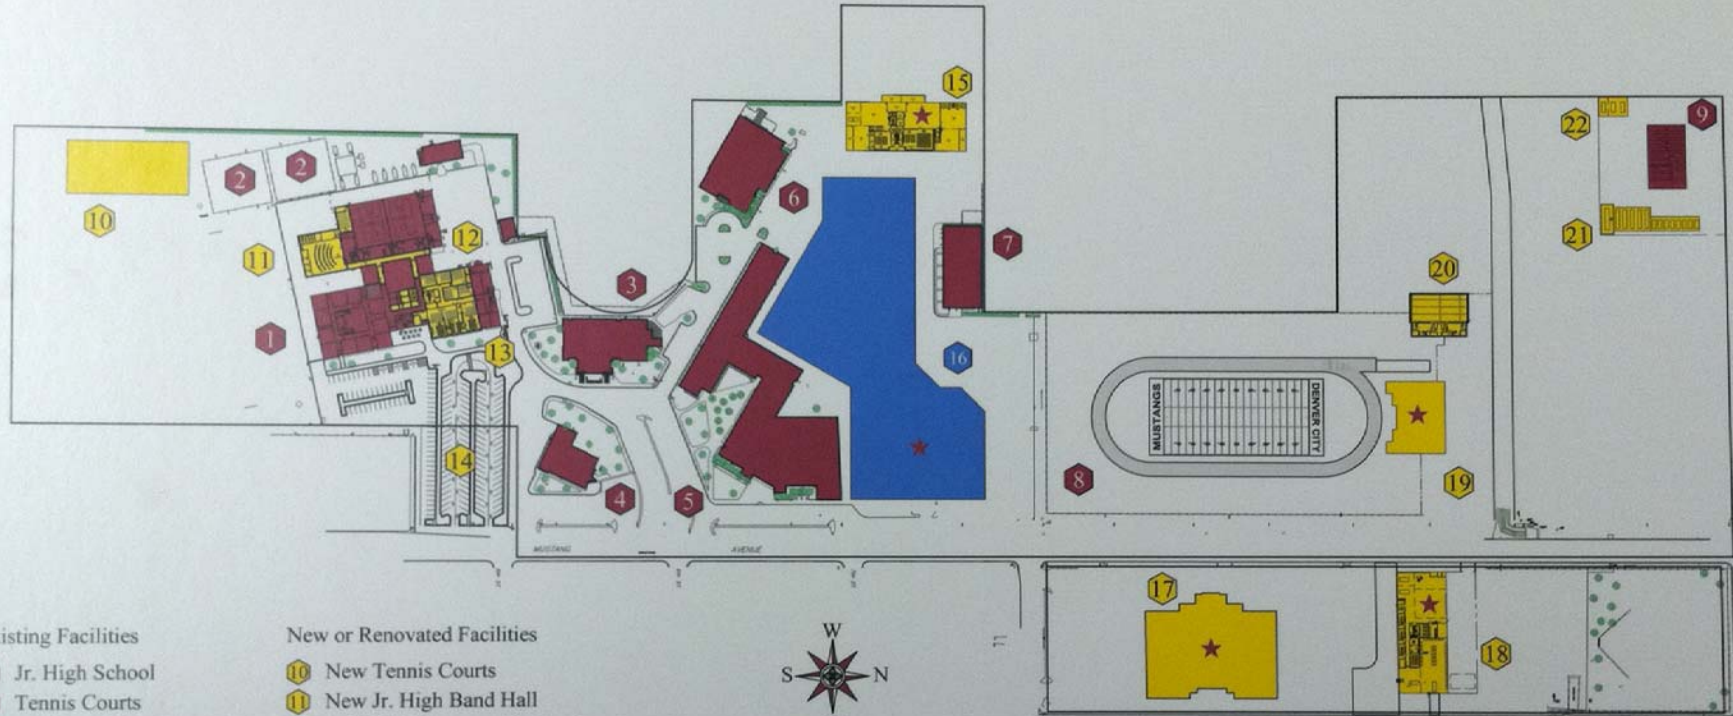 15
22
9
2
2
10
6
11
12
21
7
3
20
1
13
16
MUSTANGS
DENVER CITY
14
8
19
4
5
MUSTANG AVENUE
17
18
isting Facilities
Jr. High School
Tennis Courts
New or Renovated Facilities
10 New Tennis Courts
11 New Jr. High Band Hall
W
S N